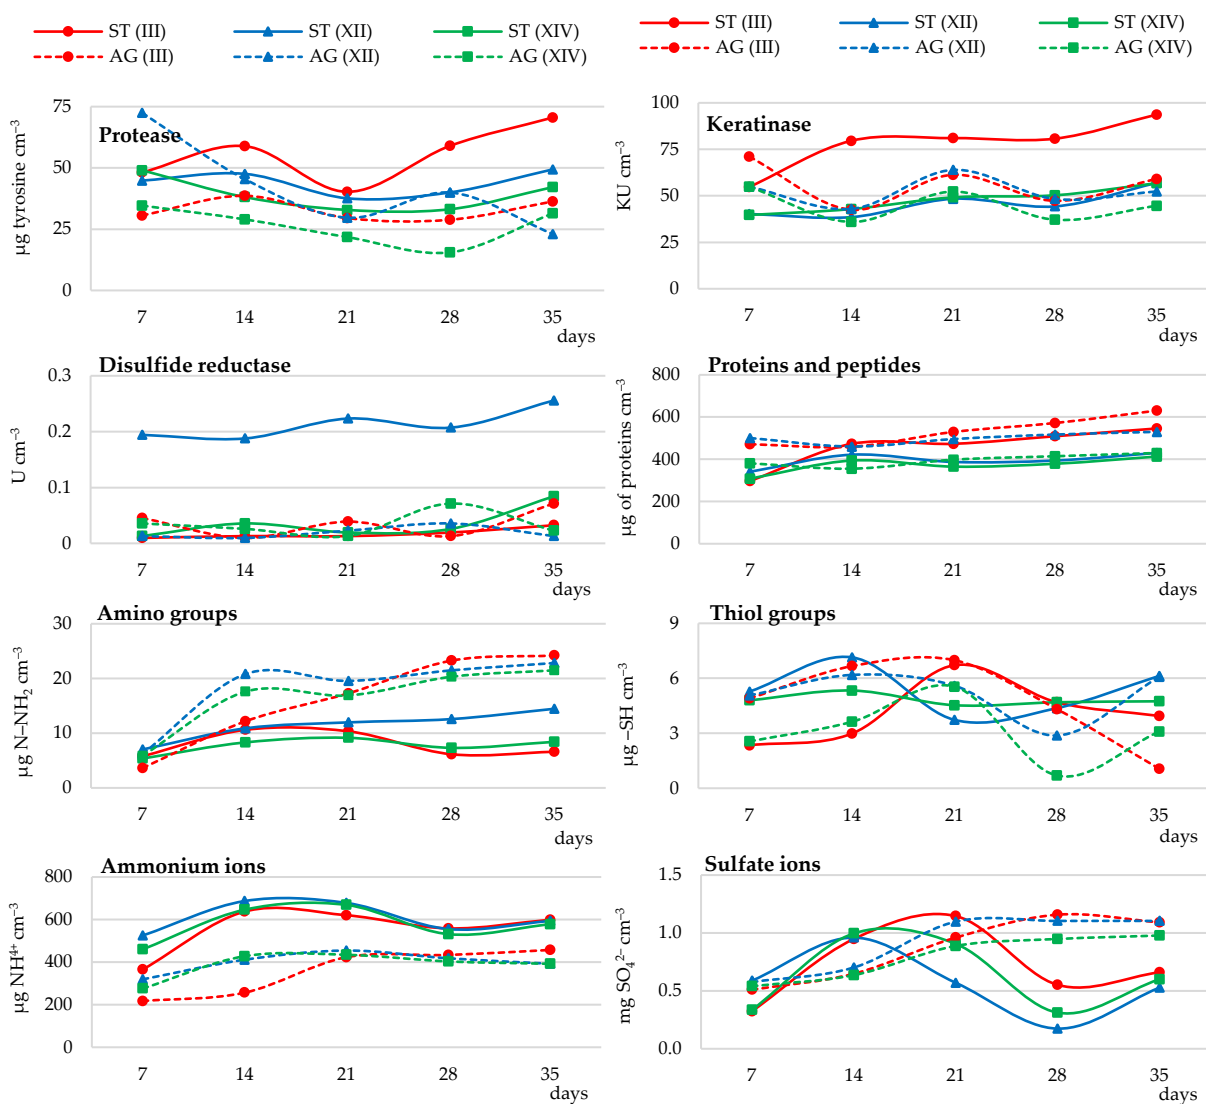 ST (III) ST (XII) ST (XIV)
AG (III) AG (XII) AG (XIV)
Protease
µg tyrosine cm⁻³
75
50
25
0
7 14 21 28 35
days
ST (III) ST (XII) ST (XIV)
AG (III) AG (XII) AG (XIV)
Keratinase
KU cm⁻³
100
75
50
25
0
7 14 21 28 35
days
Disulfide reductase
U cm⁻³
0.3
0.2
0.1
0
7 14 21 28 35
days
Proteins and peptides
µg of proteins cm⁻³
800
600
400
200
0
7 14 21 28 35
days
Amino groups
µg N–NH₂ cm⁻³
30
20
10
0
7 14 21 28 35
days
Thiol groups
µg –SH cm⁻³
9
6
3
0
7 14 21 28 35
days
Ammonium ions
µg NH⁴⁺ cm⁻³
800
600
400
200
0
7 14 21 28 35
days
Sulfate ions
mg SO₄²⁻ cm⁻³
1.5
1.0
0.5
0.0
7 14 21 28 35
days